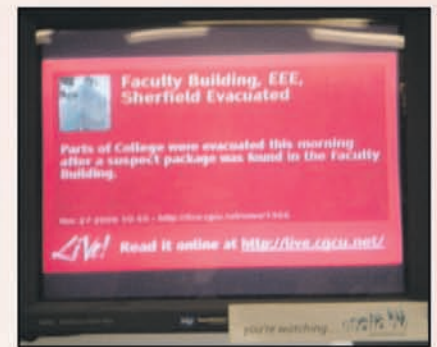 Faculty Building, EEE,
Sherfield Evacuated
Parts of College were evacuated this morning
after a suspect package was found in the Faculty
Building.
Live!
Read it online at http://live.cgcu.net/
you're watching...